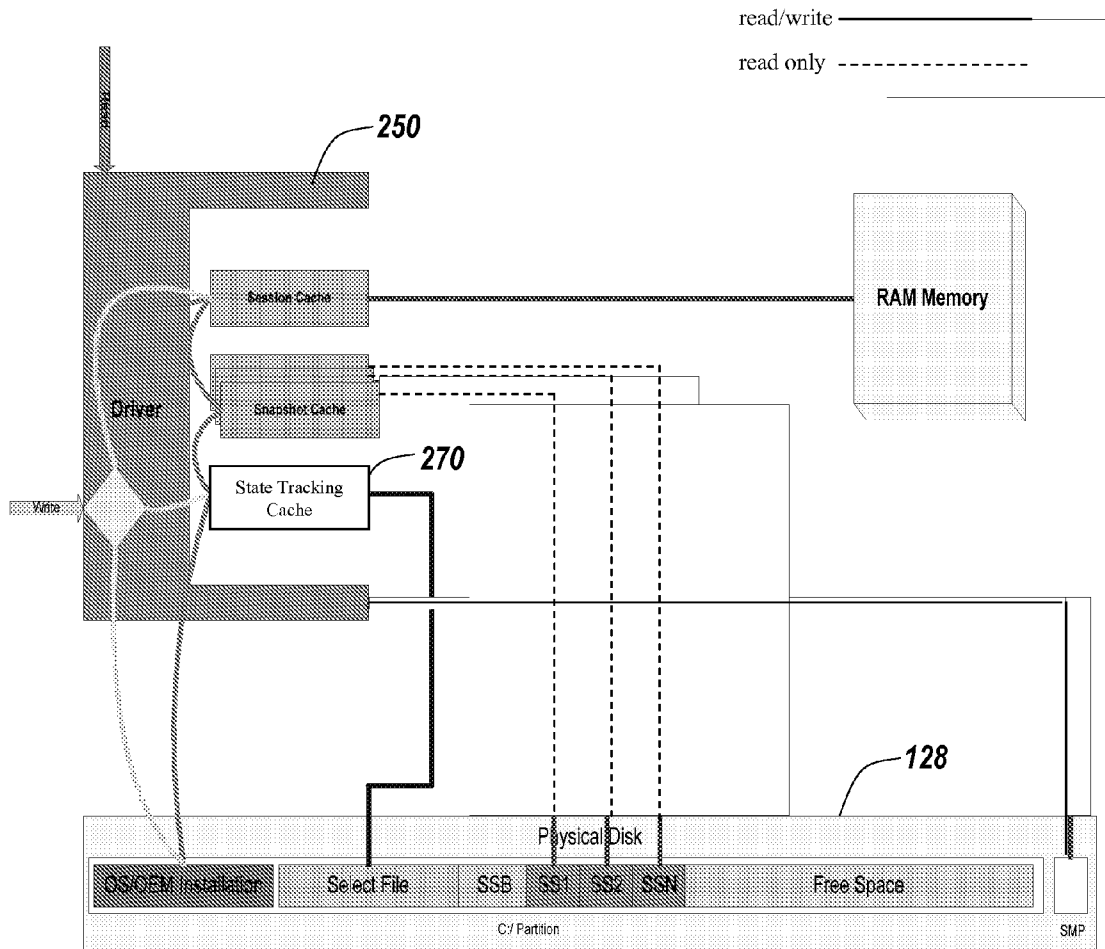 read/write
read only
Read
250
Session Cache
RAM Memory
Driver
Snapshot Cache
270
State Tracking
Cache
Write
128
Physical Disk
OS/OEM Installation
Select File
SSB
SS1
SS2
SSN
Free Space
C:/ Partition
SMP